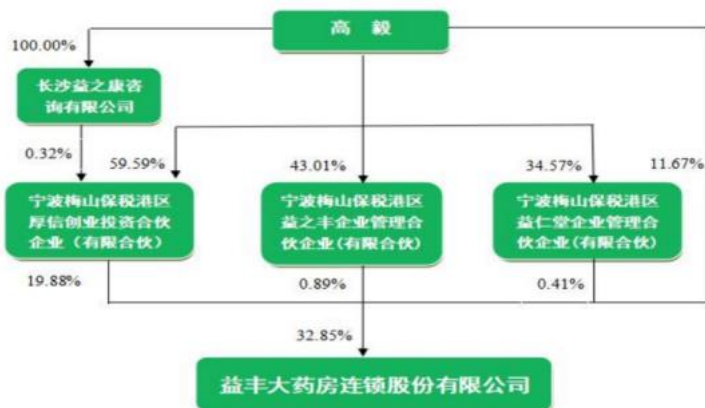 高 毅
100.00%
长沙益之康咨
询有限公司
0.32%
59.59%
43.01%
34.57%
11.67%
宁波梅山保税港区
厚信创业投资合伙
企业（有限合伙）
宁波梅山保税港区
益之丰企业管理合
伙企业(有限合伙)
宁波梅山保税港区
益仁堂企业管理合
伙企业(有限合伙)
19.88%
0.89%
0.41%
32.85%
益丰大药房连锁股份有限公司